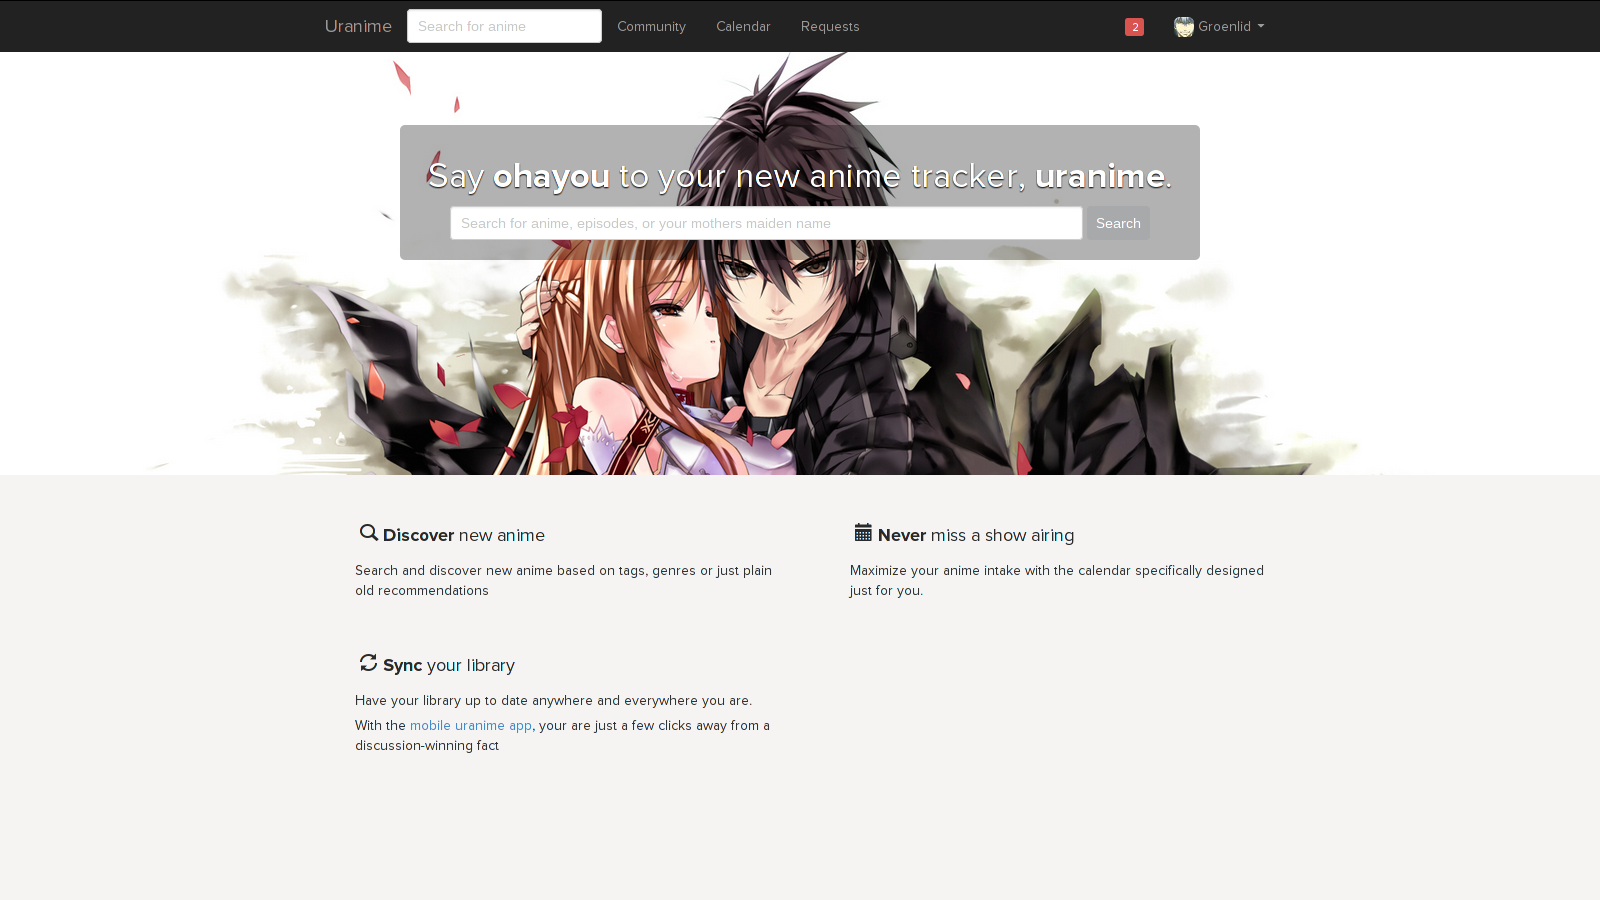 Uranime
Search for anime
Community
Calendar
Requests
2
Groenlid
Say ohayou to your new anime tracker, uranime.
Search for anime, episodes, or your mothers maiden name
Search
Discover new anime
Search and discover new anime based on tags, genres or just plain
old recommendations
Never miss a show airing
Maximize your anime intake with the calendar specifically designed
just for you.
Sync your library
Have your library up to date anywhere and everywhere you are.
With the mobile uranime app, your are just a few clicks away from a
discussion-winning fact